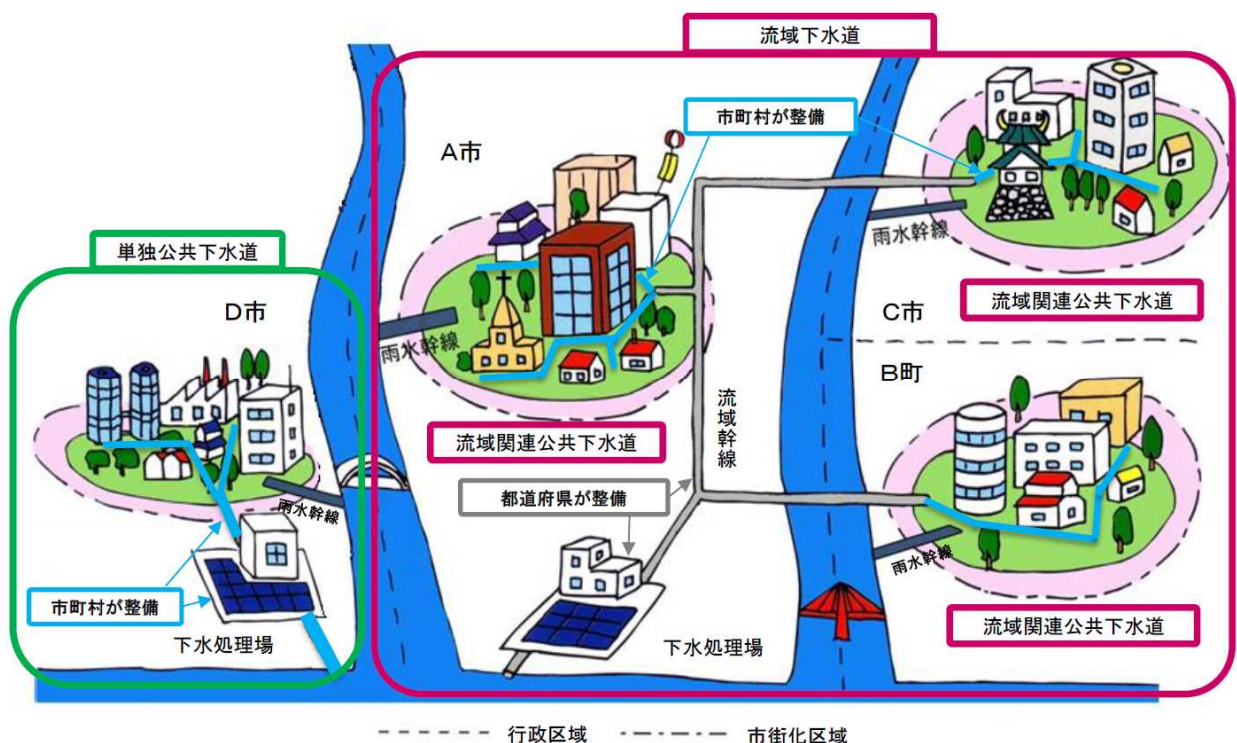 流域下水道
市町村が整備
A市
単独公共下水道
D市
雨水幹線
雨水幹線
流域関連公共下水道
C市
B町
流域幹線
流域関連公共下水道
都道府県が整備
雨水幹線
雨水幹線
市町村が整備
下水処理場
下水処理場
流域関連公共下水道
行政区域
市街化区域